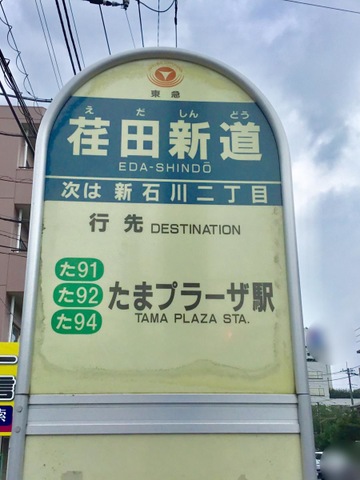 東急
えだしんどう
荏田新道
EDA-SHINDŌ
次は 新石川二丁目
行先 DESTINATION
た91
た92 たまプラーザ駅
た94 TAMA PLAZA STA.